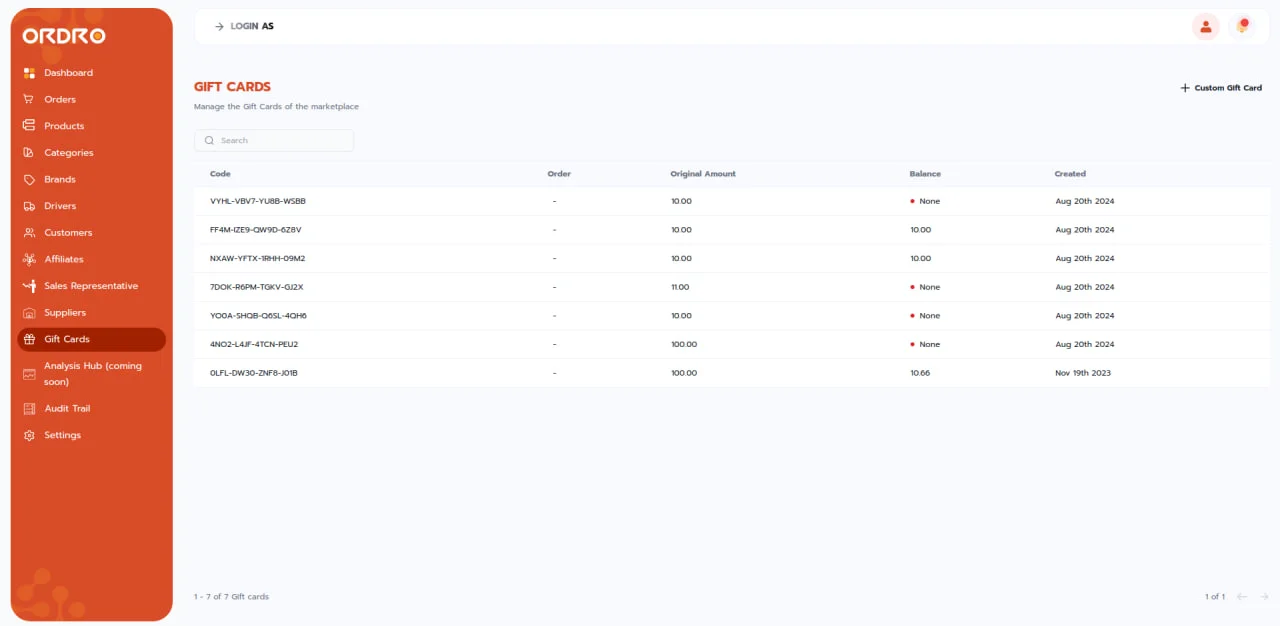 ORDRO
Dashboard
Orders
Products
Categories
Brands
Drivers
Customers
Affiliates
Sales Representative
Suppliers
Gift Cards
Analysis Hub (coming
soon)
Audit Trail
Settings
LOGIN AS
GIFT CARDS
Manage the Gift Cards of the marketplace
+ Custom Gift Card
Search
Code Order Original Amount Balance Created
VYHL-VBV7-YU8B-WSBB - 10.00 None Aug 20th 2024
FF4M-IZE9-QW9D-6Z8V - 10.00 10.00 Aug 20th 2024
NXAW-YFTX-1RHH-09M2 - 10.00 10.00 Aug 20th 2024
7DOK-R6PM-TGKV-GJ2X - 11.00 None Aug 20th 2024
YO0A-SHQB-Q6SL-4QH6 - 10.00 None Aug 20th 2024
4NO2-L4JF-4TCN-PEU2 - 100.00 None Aug 20th 2024
0LFL-DW30-ZNF8-J01B - 100.00 10.66 Nov 19th 2023
1 - 7 of 7 Gift cards
1 of 1